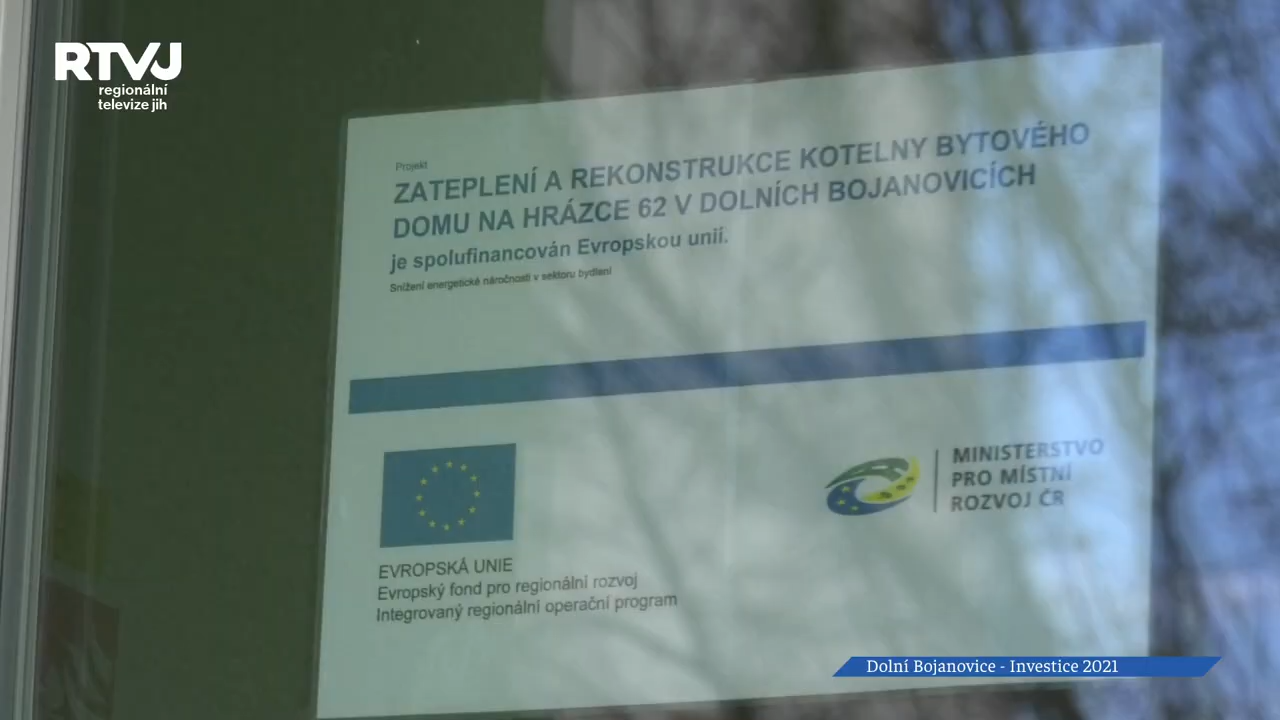 RTVJ
regionální
televize jih
Projekt
ZATEPLENÍ A REKONSTRUKCE KOTELNY BYTOVÉHO
DOMU NA HRÁZCE 62 V DOLNÍCH BOJANOVICÍCH
je spolufinancován Evropskou unií.
Snížení energetické náročnosti v sektoru bydlení
EVROPSKÁ UNIE
Evropský fond pro regionální rozvoj
Integrovaný regionální operační program
MINISTERSTVO
PRO MÍSTNÍ
ROZVOJ ČR
Dolní Bojanovice - Investice 2021